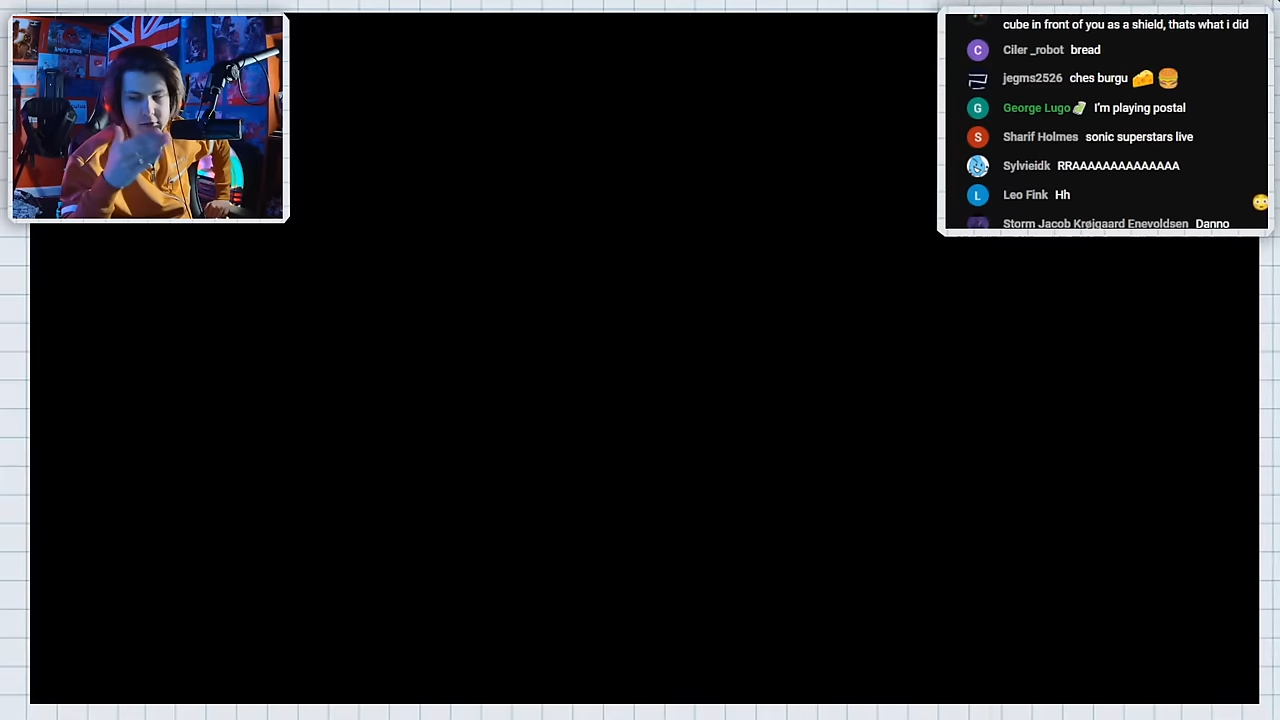 cube in front of you as a shield, thats what i did
Ciler _robot bread
jegms2526 ches burgu 🧀 🍔
George Lugo I'm playing postal
Sharif Holmes sonic superstars live
Sylvieidk RRAAAAAAAAAAAAAA
Leo Fink Hh
Storm Jacob Krøjgaard Enevoldsen Danno